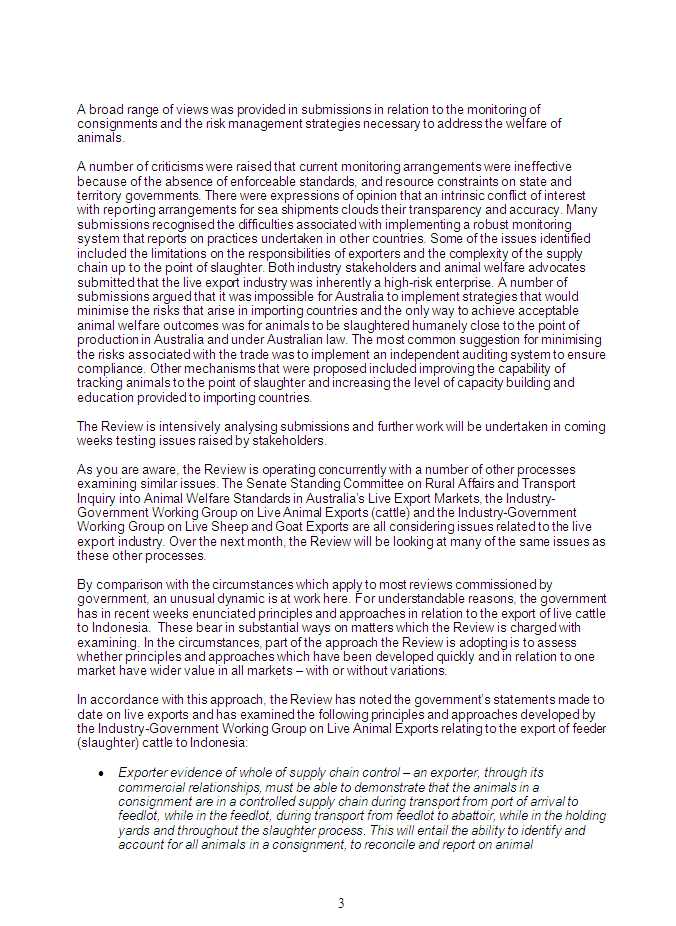 A broad range of views was provided in submissions in relation to the monitoring of
consignments and the risk management strategies necessary to address the welfare of
animals.
A number of criticisms were raised that current monitoring arrangements were ineffective
because of the absence of enforceable standards, and resource constraints on state and
territory governments. There were expressions of opinion that an intrinsic conflict of interest
with reporting arrangements for sea shipments clouds their transparency and accuracy. Many
submissions recognised the difficulties associated with implementing a robust monitoring
system that reports on practices undertaken in other countries. Some of the issues identified
included the limitations on the responsibilities of exporters and the complexity of the supply
chain up to the point of slaughter. Both industry stakeholders and animal welfare advocates
submitted that the live export industry was inherently a high-risk enterprise. A number of
submissions argued that it was impossible for Australia to implement strategies that would
minimise the risks that arise in importing countries and the only way to achieve acceptable
animal welfare outcomes was for animals to be slaughtered humanely close to the point of
production in Australia and under Australian law. The most common suggestion for minimising
the risks associated with the trade was to implement an independent auditing system to ensure
compliance. Other mechanisms that were proposed included improving the capability of
tracking animals to the point of slaughter and increasing the level of capacity building and
education provided to importing countries.
The Review is intensively analysing submissions and further work will be undertaken in coming
weeks testing issues raised by stakeholders.
As you are aware, the Review is operating concurrently with a number of other processes
examining similar issues. The Senate Standing Committee on Rural Affairs and Transport
Inquiry into Animal Welfare Standards in Australia's Live Export Markets, the Industry-
Government Working Group on Live Animal Exports (cattle) and the Industry-Government
Working Group on Live Sheep and Goat Exports are all considering issues related to the live
export industry. Over the next month, the Review will be looking at many of the same issues as
these other processes.
By comparison with the circumstances which apply to most reviews commissioned by
government, an unusual dynamic is at work here. For understandable reasons, the government
has in recent weeks enunciated principles and approaches in relation to the export of live cattle
to Indonesia. These bear in substantial ways on matters which the Review is charged with
examining. In the circumstances, part of the approach the Review is adopting is to assess
whether principles and approaches which have been developed quickly and in relation to one
market have wider value in all markets – with or without variations.
In accordance with this approach, the Review has noted the government's statements made to
date on live exports and has examined the following principles and approaches developed by
the Industry-Government Working Group on Live Animal Exports relating to the export of feeder
(slaughter) cattle to Indonesia:
• Exporter evidence of whole of supply chain control – an exporter, through its
commercial relationships, must be able to demonstrate that the animals in a
consignment are in a controlled supply chain during transport from port of arrival to
feedlot, while in the feedlot, during transport from feedlot to abattoir, while in the holding
yards and throughout the slaughter process. This will entail the ability to identify and
account for all animals in a consignment, to reconcile and report on animal
3